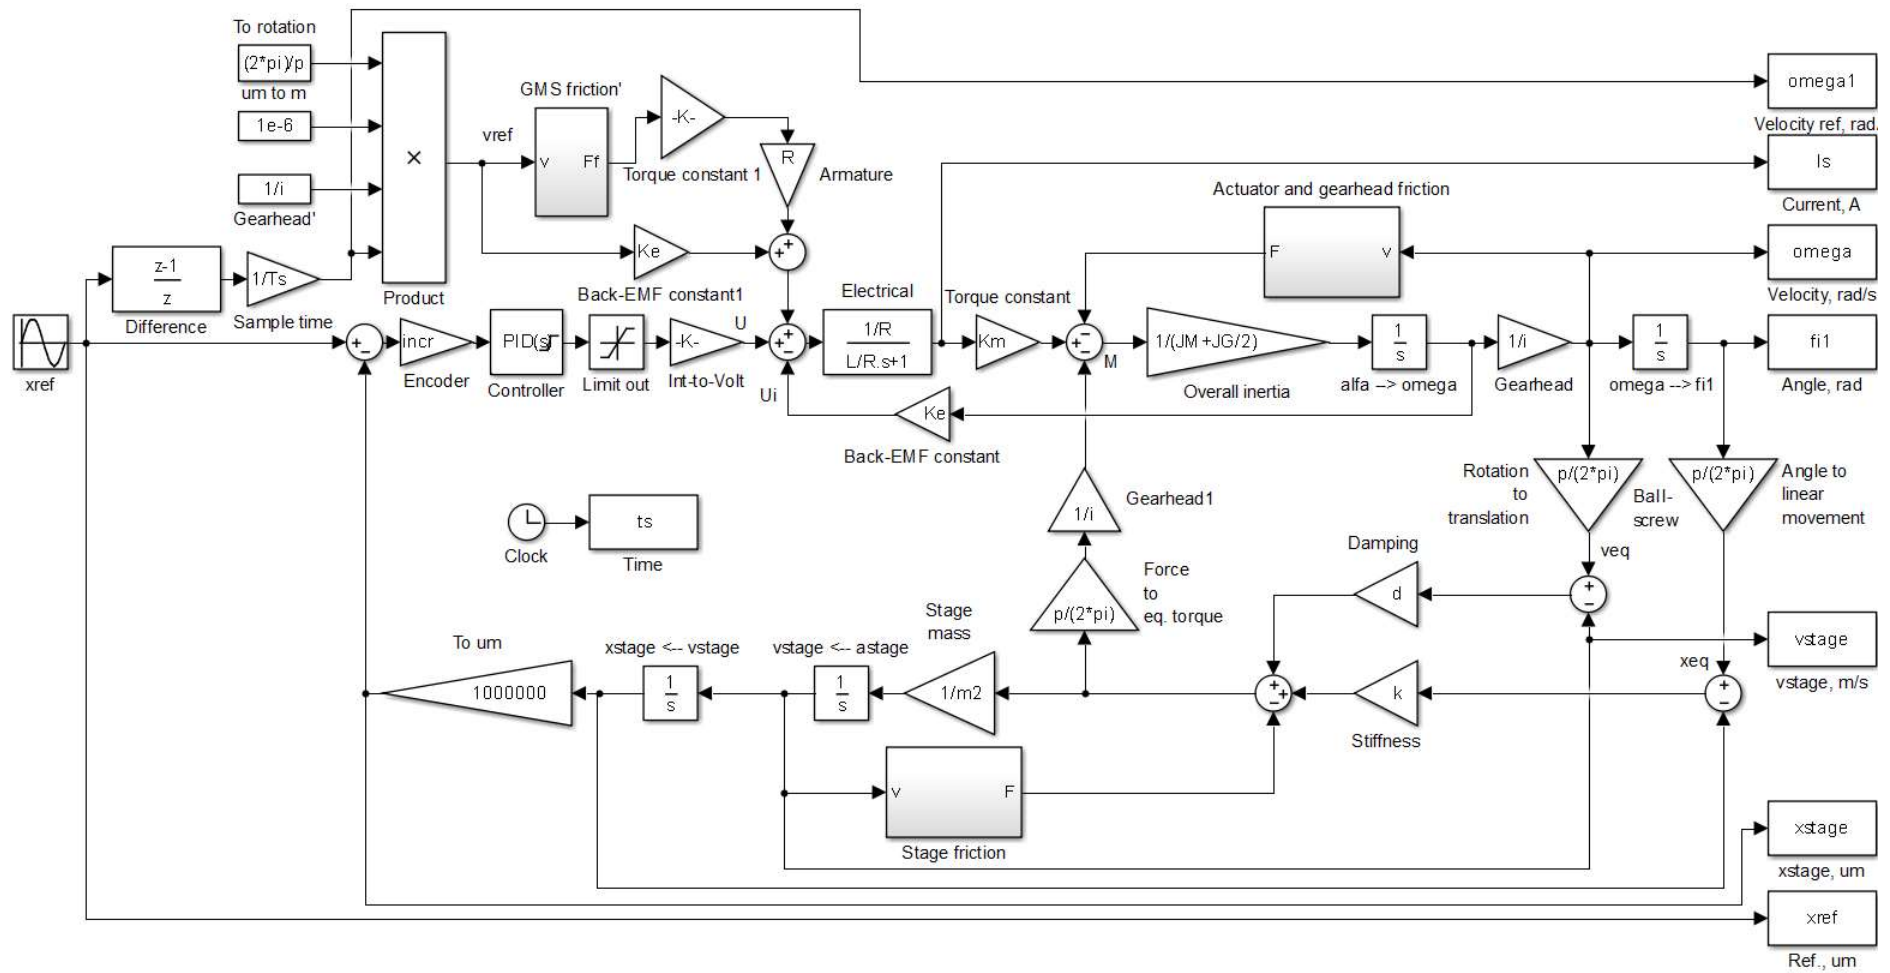 To rotation
(2*pi)/p
um to m
1e-6
1/i
Gearhead'
×
Product
z-1
z
Difference
1/Ts
Sample time
xref
vref
GMS friction'
v
Ff
-K-
Torque constant 1
R
Armature
Ke
Back-EMF constant1
incr
Encoder
PID(s)
Controller
Limit out
-K-
Int-to-Volt
U
Ui
Electrical
1/R
L/R.s+1
Torque constant
Km
M
1/(JM+JG/2)
Overall inertia
1
s
alfa --> omega
1/i
Gearhead
1
s
omega --> fi1
Actuator and gearhead friction
F
v
Ke
Back-EMF constant
omega1
Velocity ref, rad.
Is
Current, A
omega
Velocity, rad/s
fi1
Angle, rad
p/(2*pi)
Rotation
to
translation
Ball-
screw
p/(2*pi)
Angle to
linear
movement
veq
xeq
Clock
ts
Time
1/i
Gearhead1
p/(2*pi)
Force
to
eq. torque
Damping
d
k
Stiffness
Stage
mass
1/m2
vstage <-- astage
1
s
xstage <-- vstage
1
s
To um
1000000
v
F
Stage friction
vstage
vstage, m/s
xstage
xstage, um
xref
Ref., um